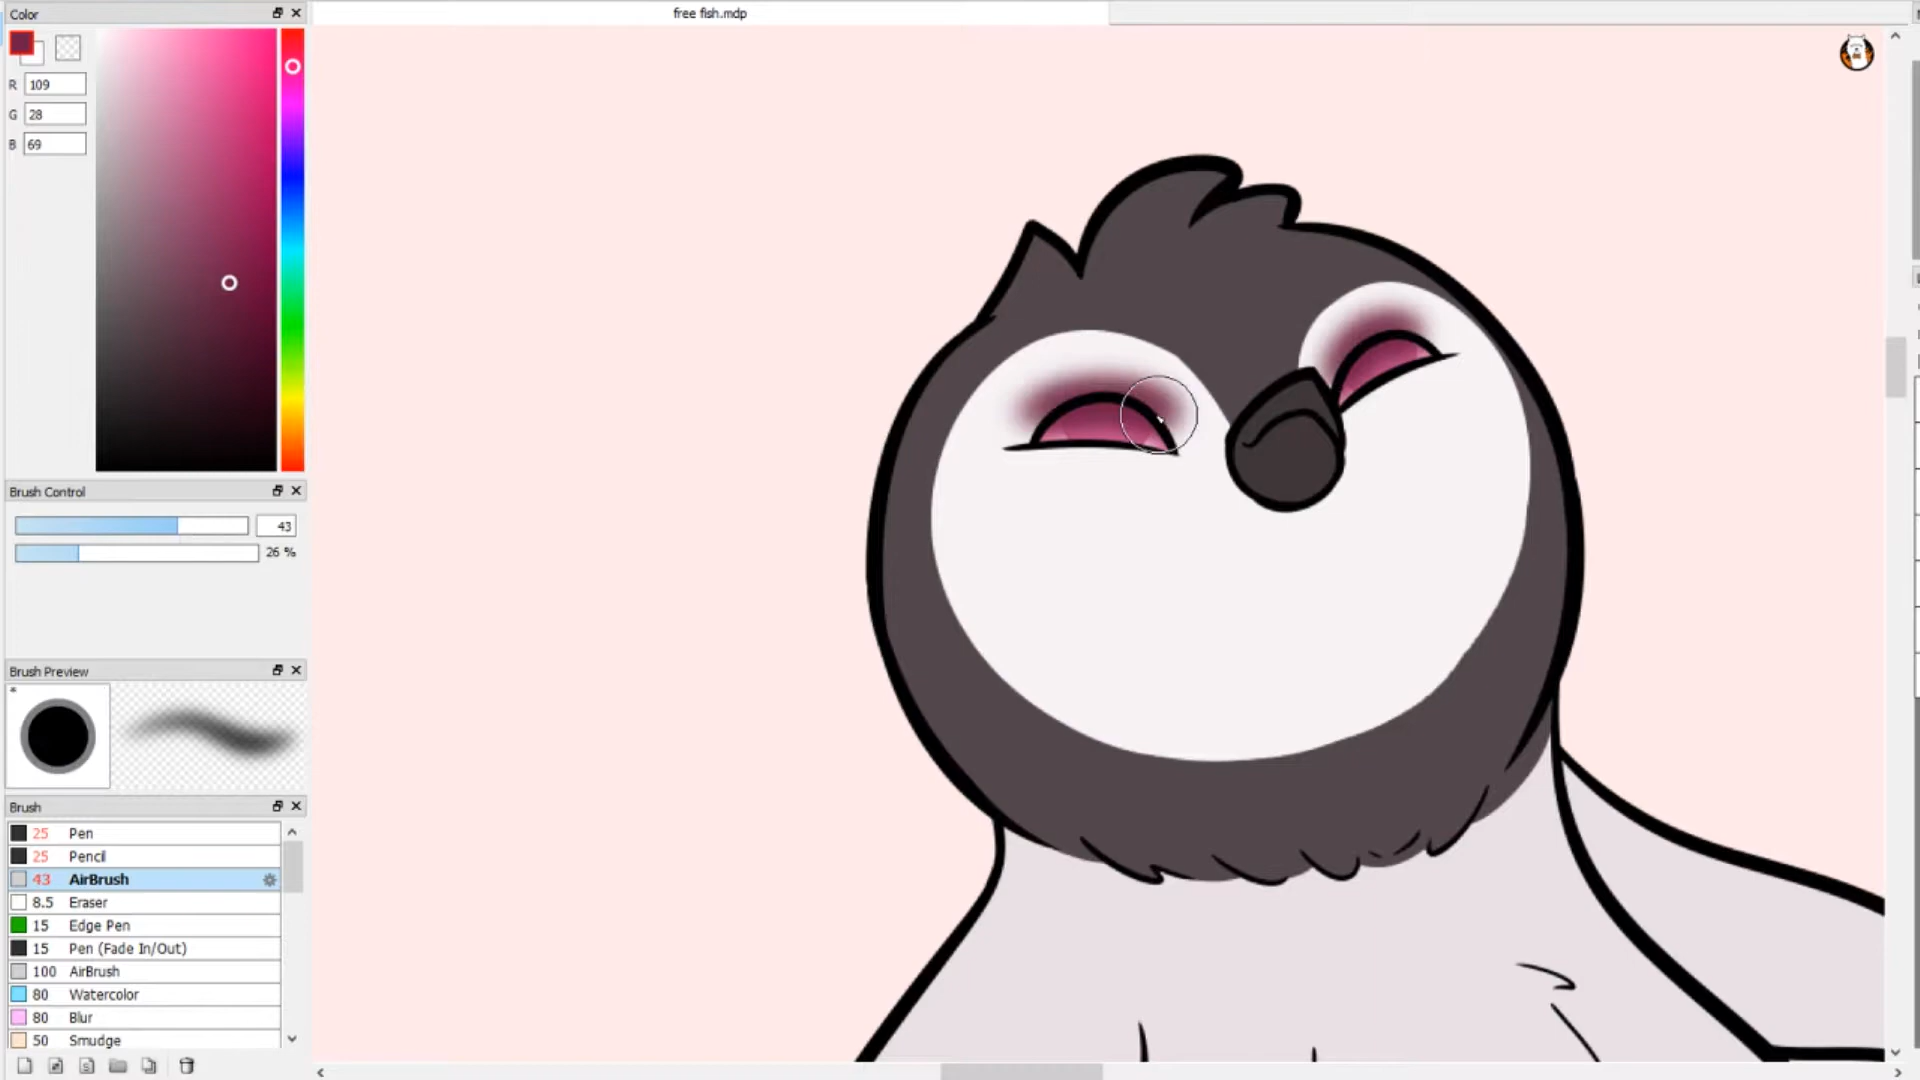 Color
free fish.mdp
R 109
G 28
B 69
Brush Control
43
26 %
Brush Preview
*
Brush
25 Pen
25 Pencil
43 AirBrush
8.5 Eraser
15 Edge Pen
15 Pen (Fade In/Out)
100 AirBrush
80 Watercolor
80 Blur
50 Smudge